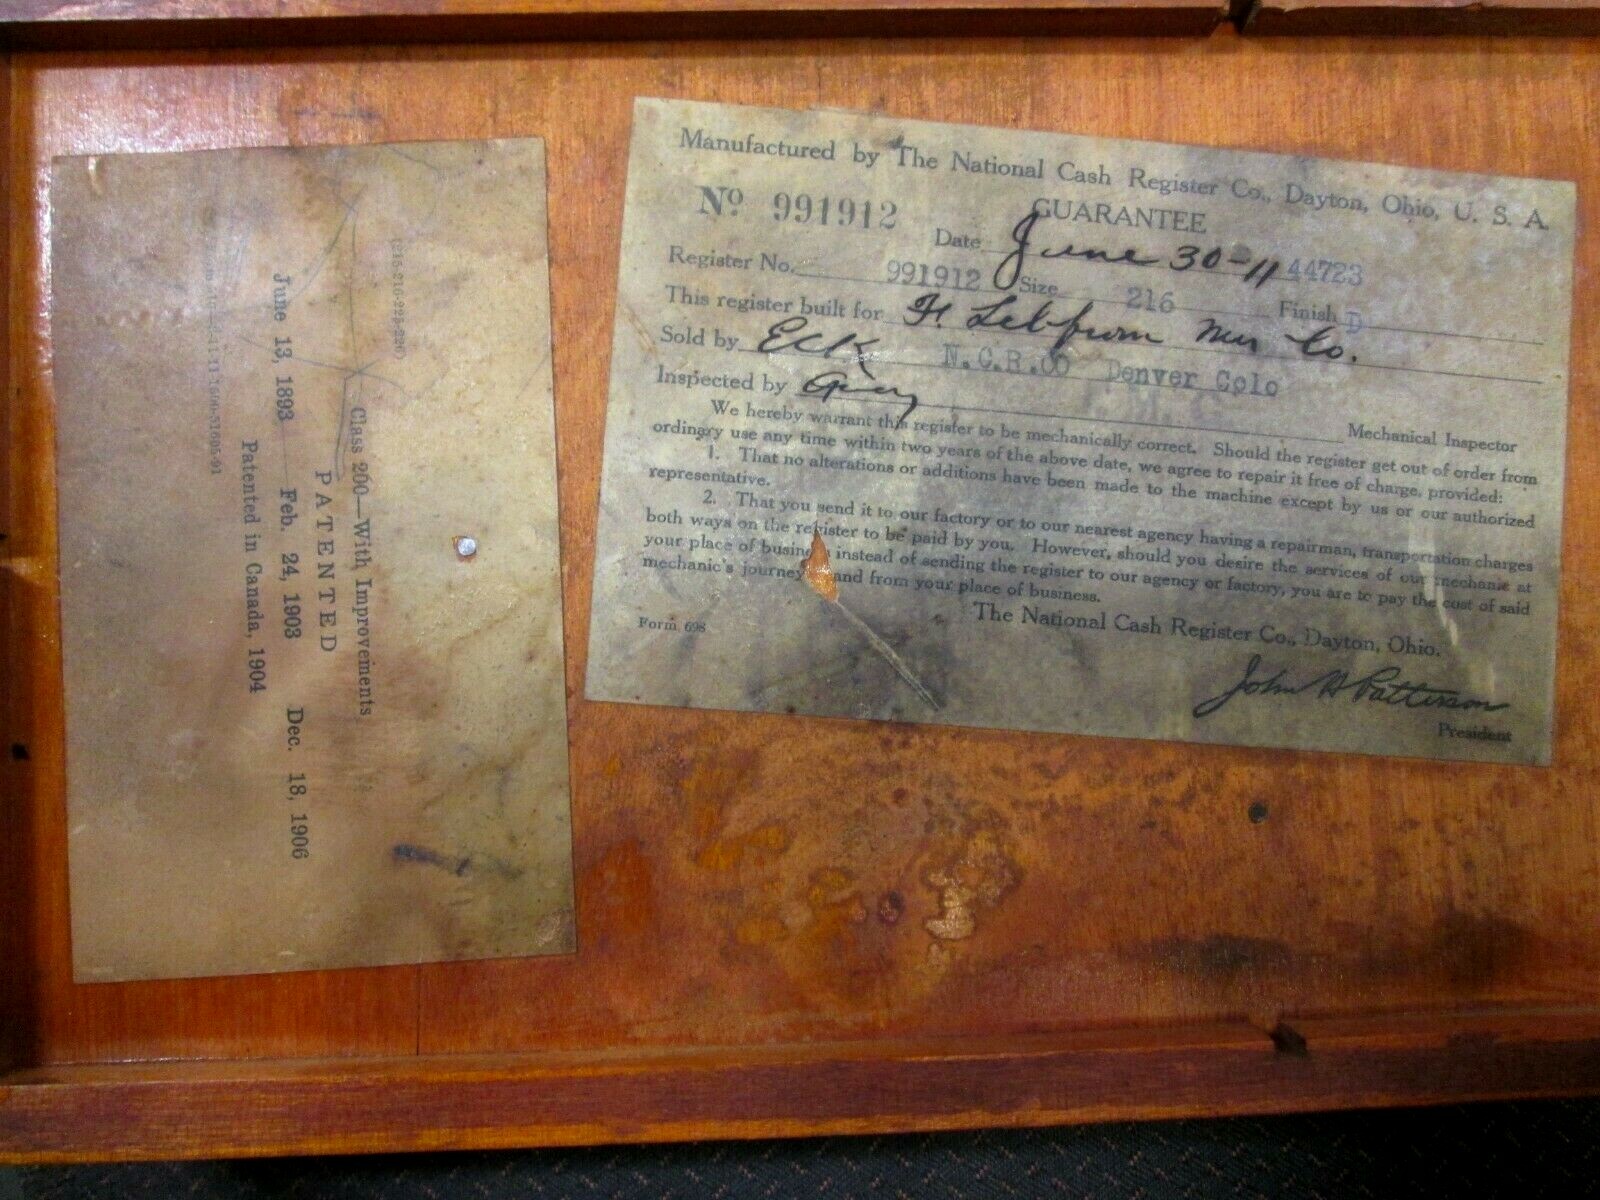 (215-216-225-226)
Class 200—With Improvements
PATENTED
June 13, 1893 Feb. 24, 1903 Dec. 18, 1906
Patented in Canada, 1904
Manufactured by The National Cash Register Co., Dayton, Ohio, U. S. A.
GUARANTEE
No 991912
Date June 30-11 44723
Register No. 991912 Size 216 Finish D
This register built for Mer Co.
Sold by N.C.R.CO Denver Colo
Inspected by Mechanical Inspector
We hereby warrant this register to be mechanically correct. Should the register get out of order from
ordinary use any time within two years of the above date, we agree to repair it free of charge, provided:
1. That no alterations or additions have been made to the machine except by us or our authorized
representative.
2. That you send it to our factory or to our nearest agency having a repairman, transportation charges
both ways on the register to be paid by you. However, should you desire the services of our mechanic at
your place of business instead of sending the register to our agency or factory, you are to pay the cost of said
mechanic's journey and from your place of business.
The National Cash Register Co., Dayton, Ohio.
Form 698
John H Patterson
President